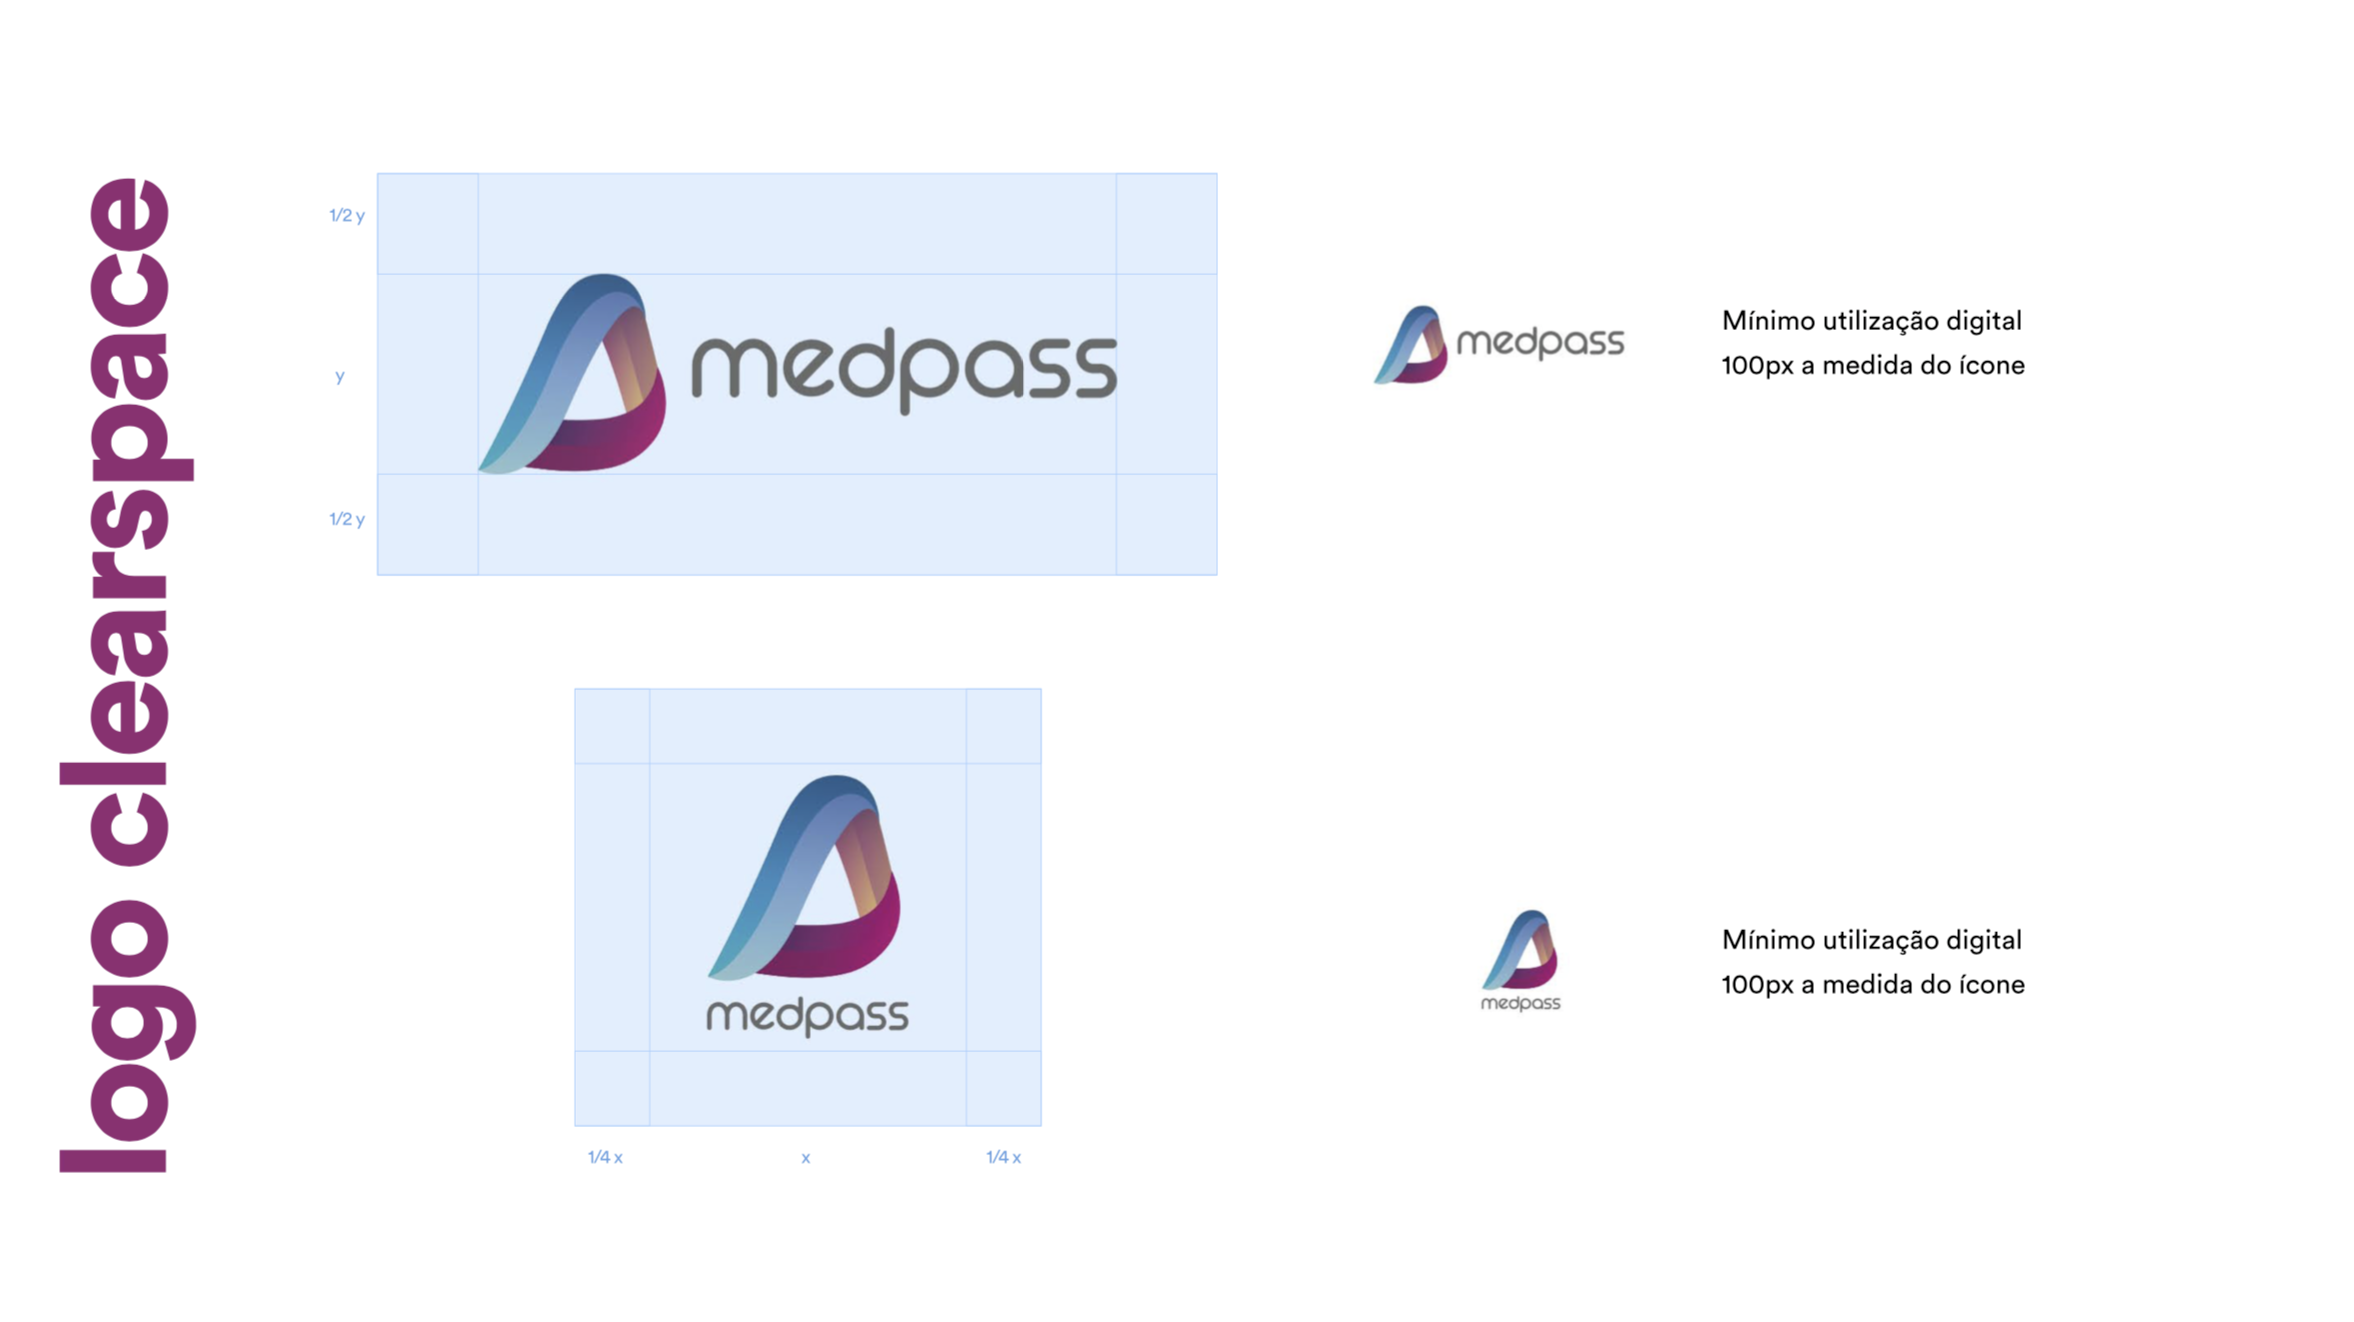 logo clearspace
1/2 y
y
1/2 y
medpass
medpass
Mínimo utilização digital
100px a medida do ícone
medpass
1/4 x
x
1/4 x
medpass
Mínimo utilização digital
100px a medida do ícone